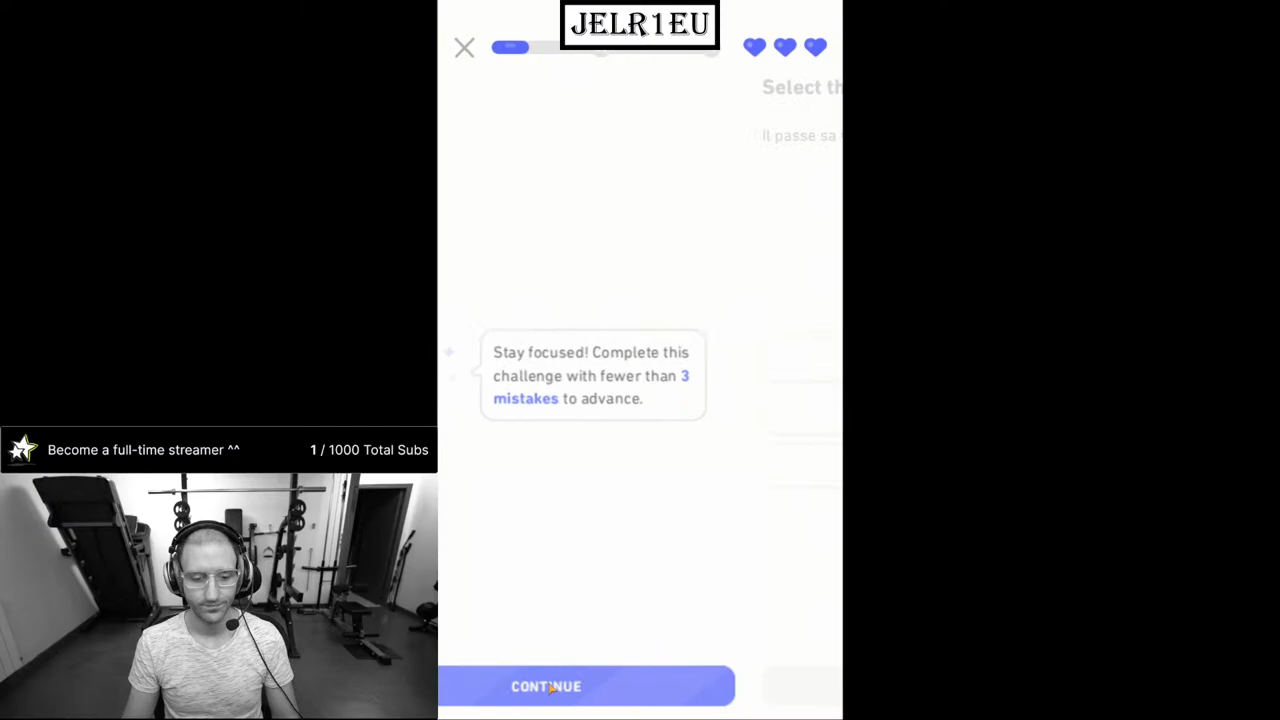 JELR1EU
Select th
Il passe sa
Stay focused! Complete this
challenge with fewer than 3
mistakes to advance.
Become a full-time streamer ^^ 1 / 1000 Total Subs
CONTINUE